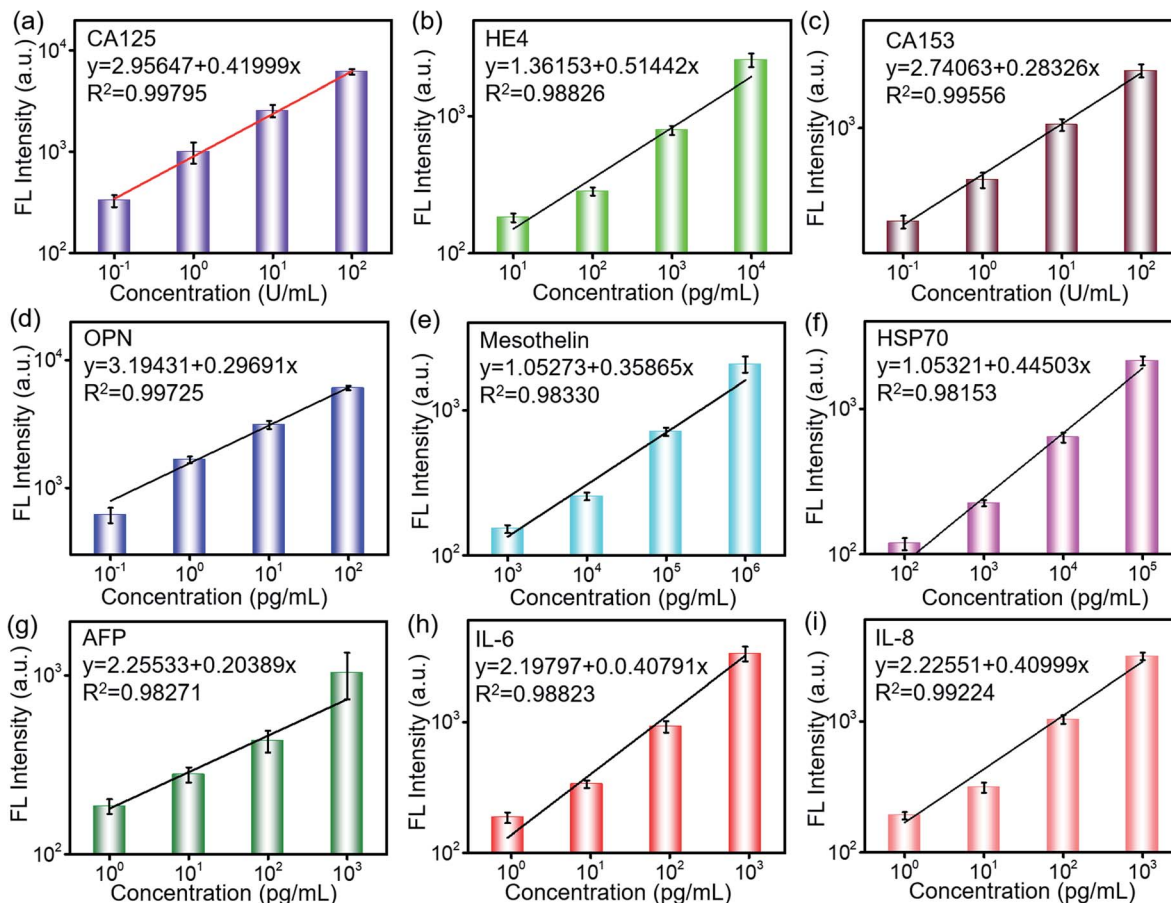 (a)
CA125
y=2.95647+0.41999x
R²=0.99795
FL Intensity (a.u.)
10⁴
10³
10²
10⁻¹ 10⁰ 10¹ 10²
Concentration (U/mL)
(b)
HE4
y=1.36153+0.51442x
R²=0.98826
FL Intensity (a.u.)
10³
10²
10¹ 10² 10³ 10⁴
Concentration (pg/mL)
(c)
CA153
y=2.74063+0.28326x
R²=0.99556
FL Intensity (a.u.)
10³
10⁻¹ 10⁰ 10¹ 10²
Concentration (U/mL)
(d)
OPN
y=3.19431+0.29691x
R²=0.99725
FL Intensity (a.u.)
10⁴
10³
10⁻¹ 10⁰ 10¹ 10²
Concentration (pg/mL)
(e)
Mesothelin
y=1.05273+0.35865x
R²=0.98330
FL Intensity (a.u.)
10³
10²
10³ 10⁴ 10⁵ 10⁶
Concentration (pg/mL)
(f)
HSP70
y=1.05321+0.44503x
R²=0.98153
FL Intensity (a.u.)
10³
10²
10² 10³ 10⁴ 10⁵
Concentration (pg/mL)
(g)
AFP
y=2.25533+0.20389x
R²=0.98271
FL Intensity (a.u.)
10³
10²
10⁰ 10¹ 10² 10³
Concentration (pg/mL)
(h)
IL-6
y=2.19797+0.0.40791x
R²=0.98823
FL Intensity (a.u.)
10³
10²
10⁰ 10¹ 10² 10³
Concentration (pg/mL)
(i)
IL-8
y=2.22551+0.40999x
R²=0.99224
FL Intensity (a.u.)
10³
10²
10⁰ 10¹ 10² 10³
Concentration (pg/mL)